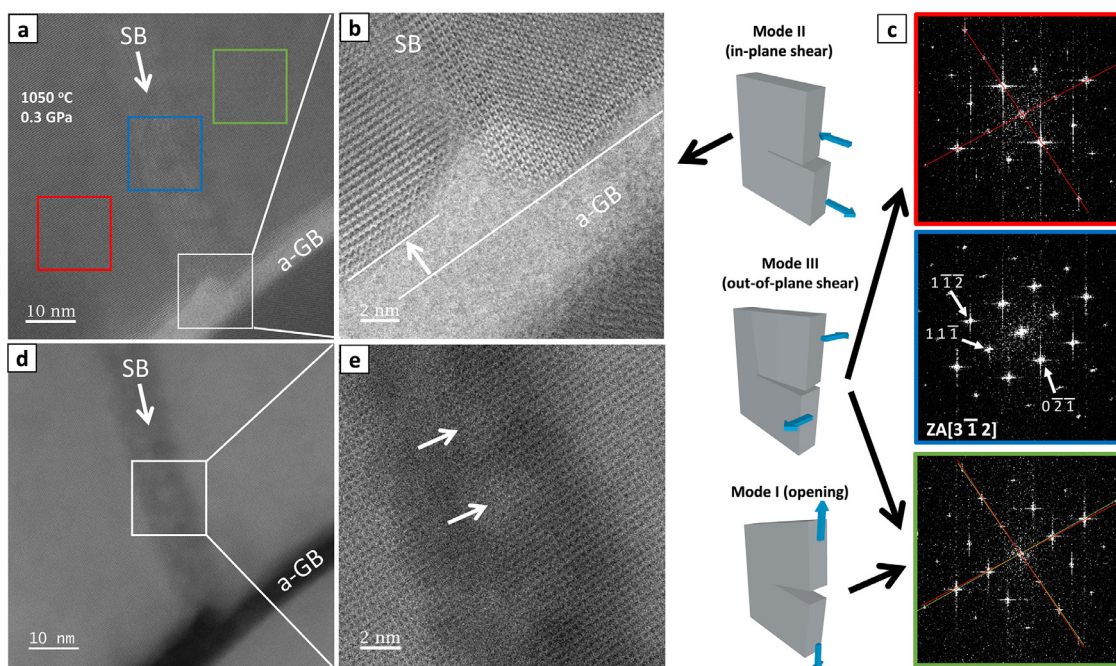 a
SB
1050 °C
0.3 GPa
a-GB
10 nm
b
SB
a-GB
2 nm
Mode II
(in-plane shear)
Mode III
(out-of-plane shear)
Mode I (opening)
c
1 1̅ 2̅
1 1 1̅
0 2̅ 1̅
ZA[3 1̅ 2]
d
SB
a-GB
10 nm
e
2 nm